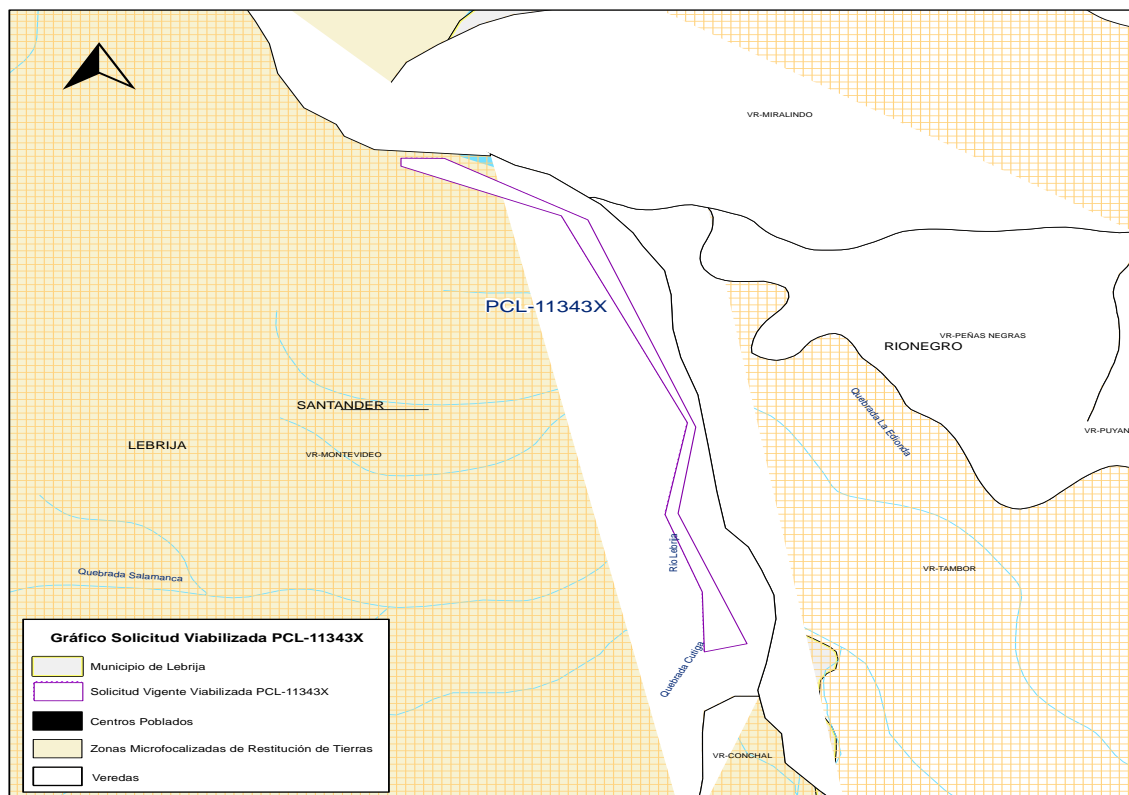 VR-MIRALINDO
PCL-11343X
VR-PEÑAS NEGRAS
RIONEGRO
SANTANDER
LEBRIJA
VR-MONTEVIDEO
Quebrada La Edionda
VR-PUYAN
Río Lebrija
VR-TAMBOR
Quebrada Salamanca
Quebrada Cutiga
VR-CONCHAL
Gráfico Solicitud Viabilizada PCL-11343X
Municipio de Lebrija
Solicitud Vigente Viabilizada PCL-11343X
Centros Poblados
Zonas Microfocalizadas de Restitución de Tierras
Veredas